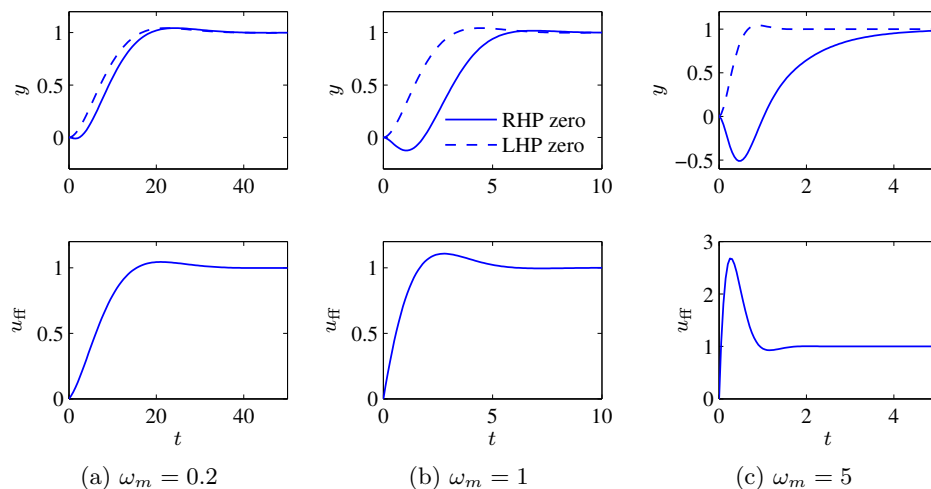 1
0.5
0
y
0 20 40
1
0.5
0
y
RHP zero
LHP zero
0 5 10
1
0.5
0
−0.5
y
0 2 4
1
0.5
0
u_ff
0 20 40
t
1
0.5
0
u_ff
0 5 10
t
3
2
1
0
u_ff
0 2 4
t
(a) ω_m = 0.2
(b) ω_m = 1
(c) ω_m = 5